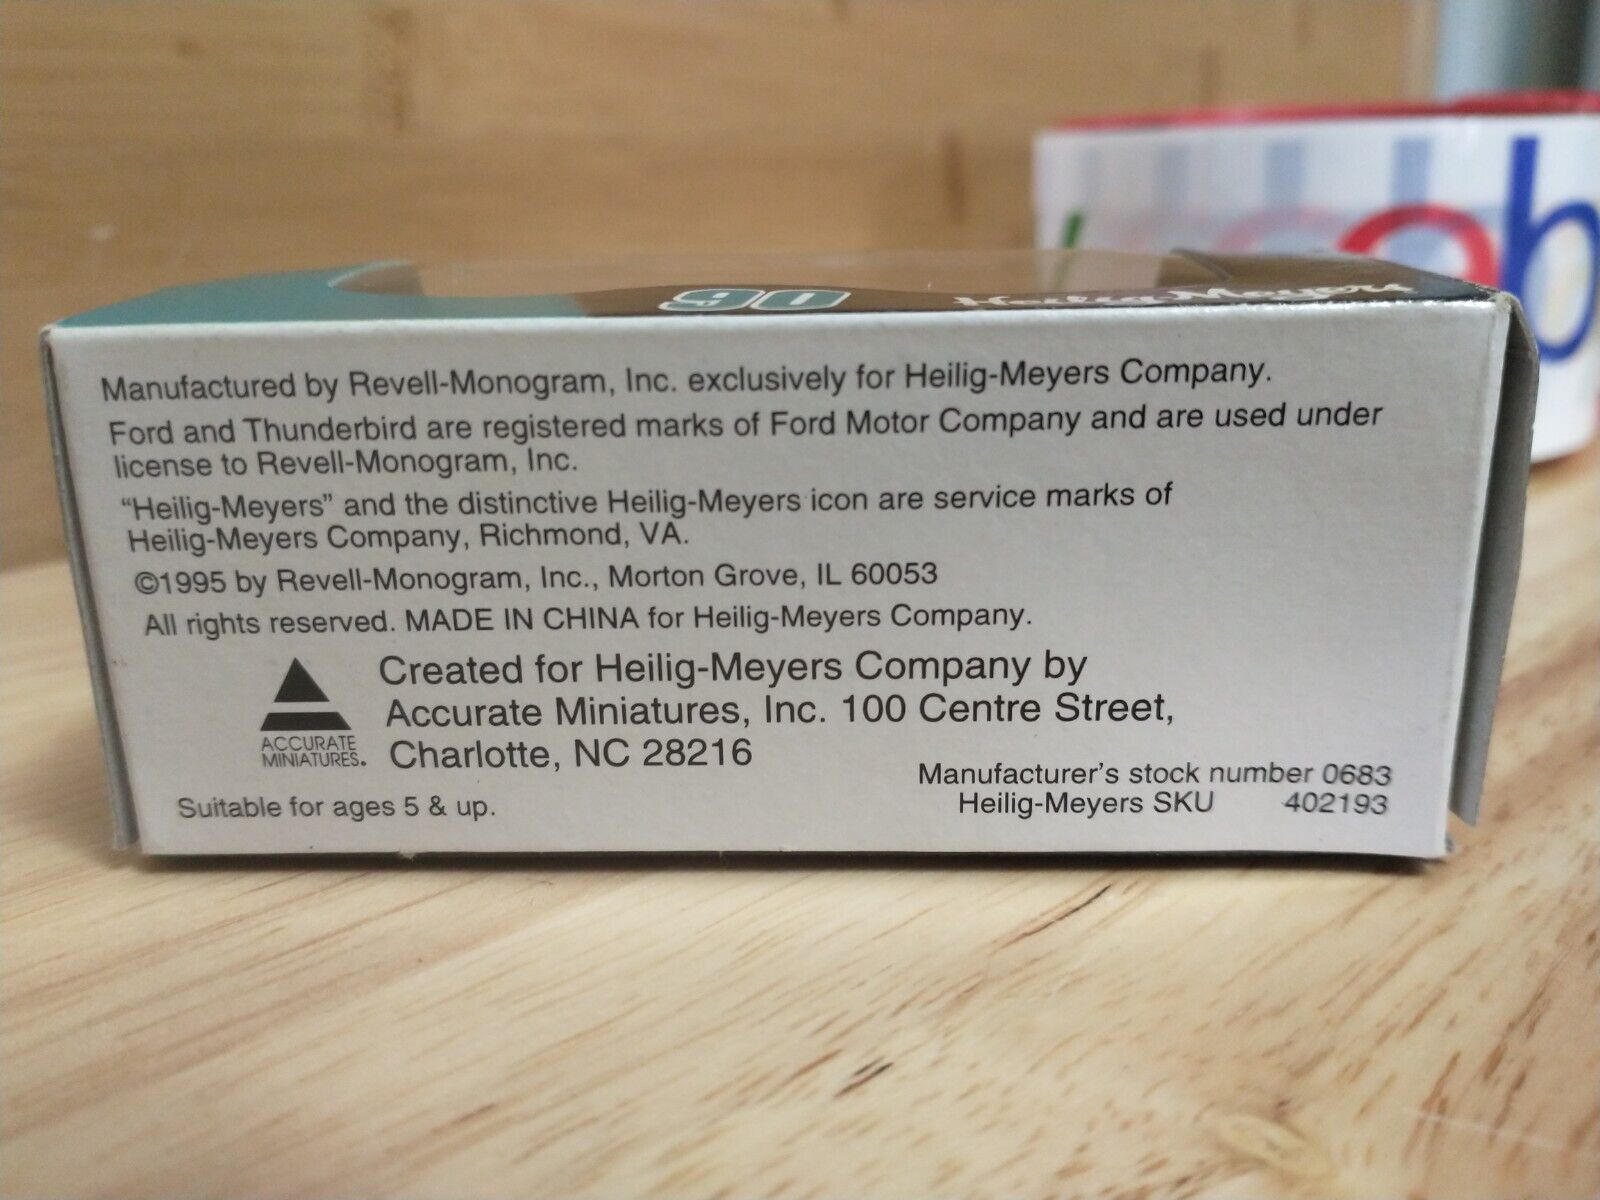 90 Heilig-Meyers
Manufactured by Revell-Monogram, Inc. exclusively for Heilig-Meyers Company.
Ford and Thunderbird are registered marks of Ford Motor Company and are used under
license to Revell-Monogram, Inc.
"Heilig-Meyers" and the distinctive Heilig-Meyers icon are service marks of
Heilig-Meyers Company, Richmond, VA.
©1995 by Revell-Monogram, Inc., Morton Grove, IL 60053
All rights reserved. MADE IN CHINA for Heilig-Meyers Company.
Created for Heilig-Meyers Company by
Accurate Miniatures, Inc. 100 Centre Street,
Charlotte, NC 28216
ACCURATE
MINIATURES.
Manufacturer's stock number 0683
Heilig-Meyers SKU 402193
Suitable for ages 5 & up.